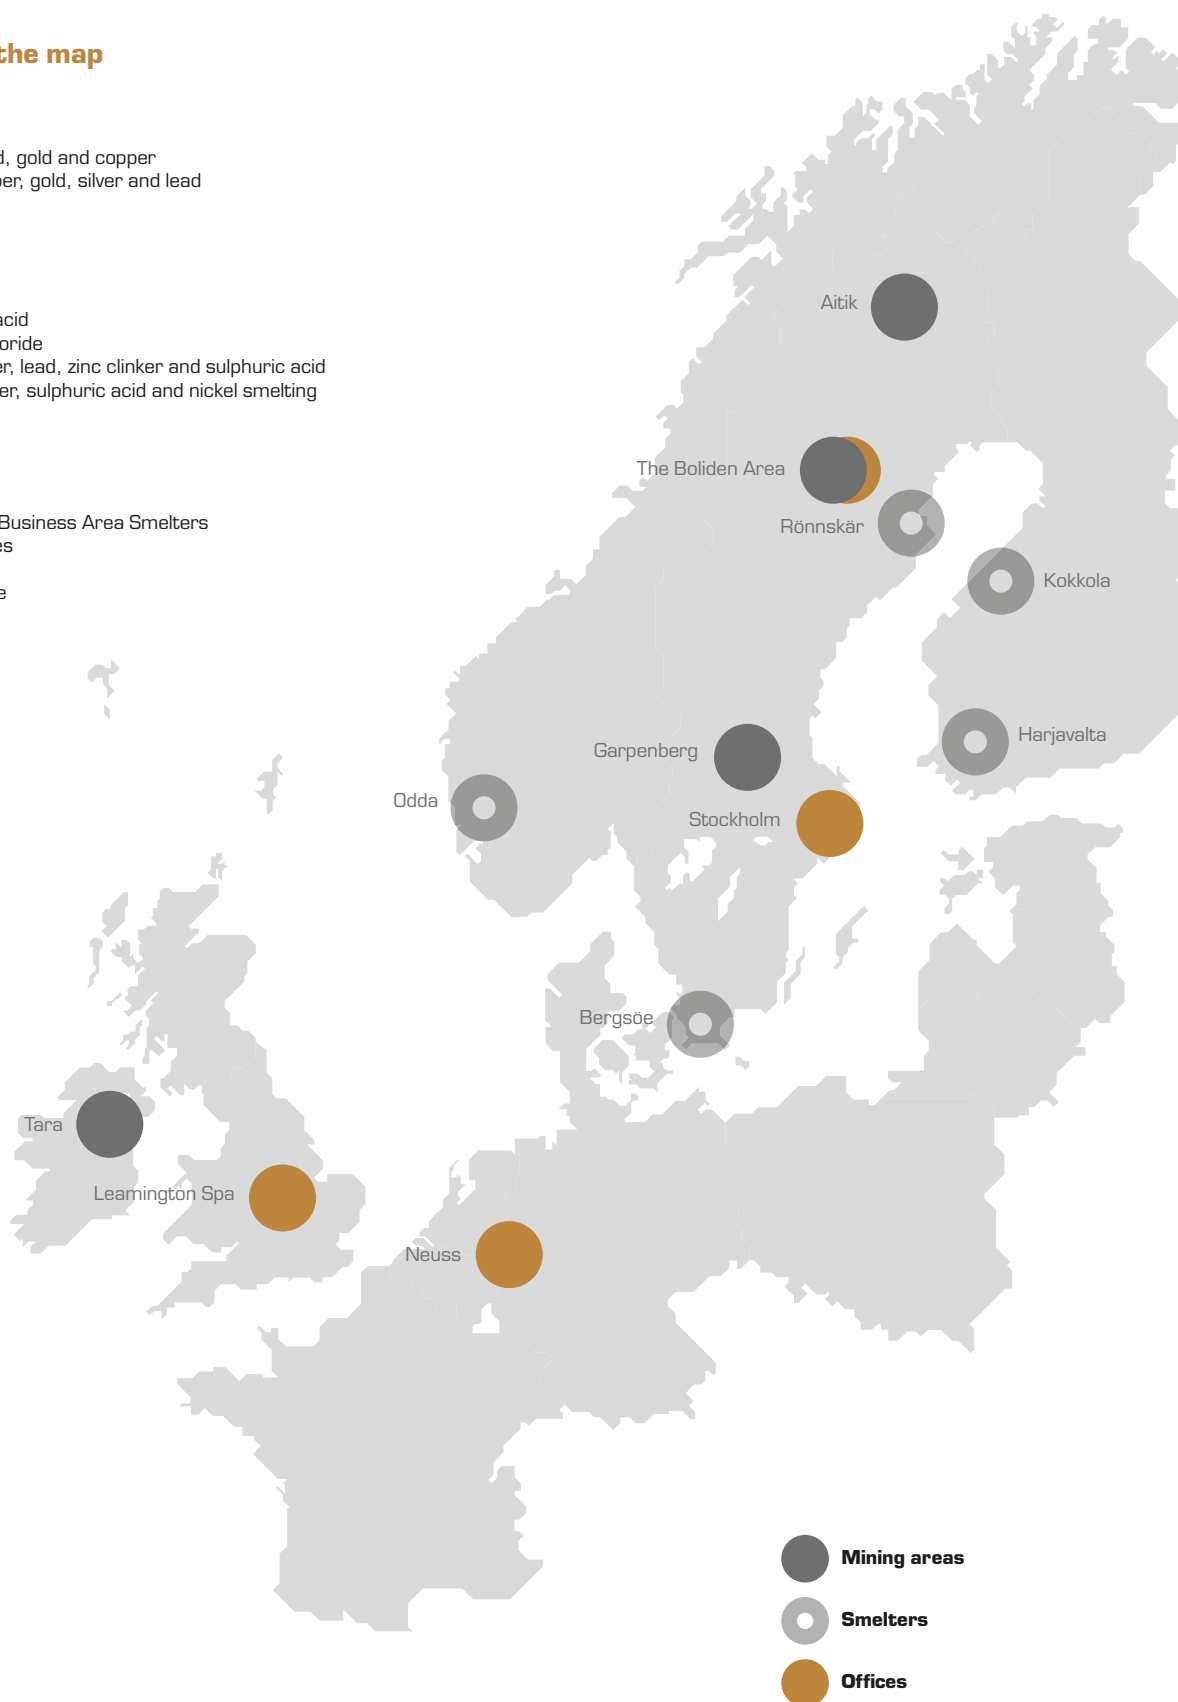 the map
, gold and copper
er, gold, silver and lead
acid
oride
er, lead, zinc clinker and sulphuric acid
er, sulphuric acid and nickel smelting
Business Area Smelters
es
e
Aitik
The Boliden Area
Rönnskär
Kokkola
Harjavalta
Garpenberg
Odda
Stockholm
Bergsöe
Tara
Leamington Spa
Neuss
Mining areas
Smelters
Offices